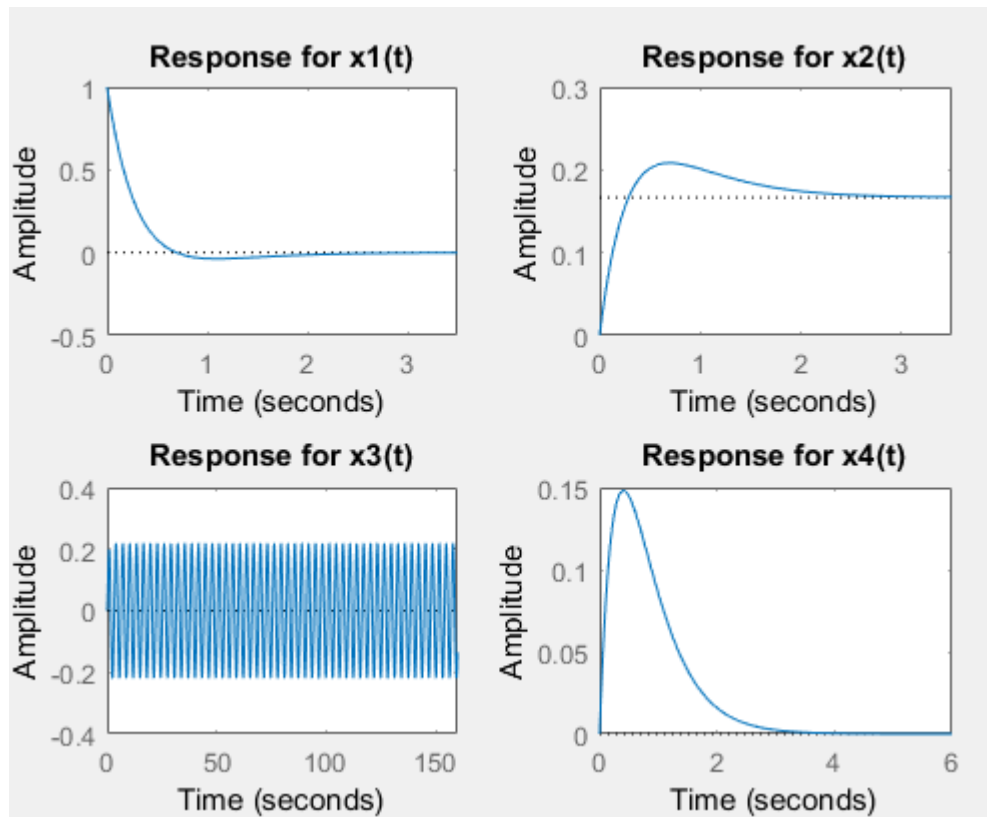 Response for x1(t)
Amplitude
1
0.5
0
-0.5
0 1 2 3
Time (seconds)
Response for x2(t)
Amplitude
0.3
0.2
0.1
0
0 1 2 3
Time (seconds)
Response for x3(t)
Amplitude
0.4
0.2
0
-0.2
-0.4
0 50 100 150
Time (seconds)
Response for x4(t)
Amplitude
0.15
0.1
0.05
0
0 2 4 6
Time (seconds)